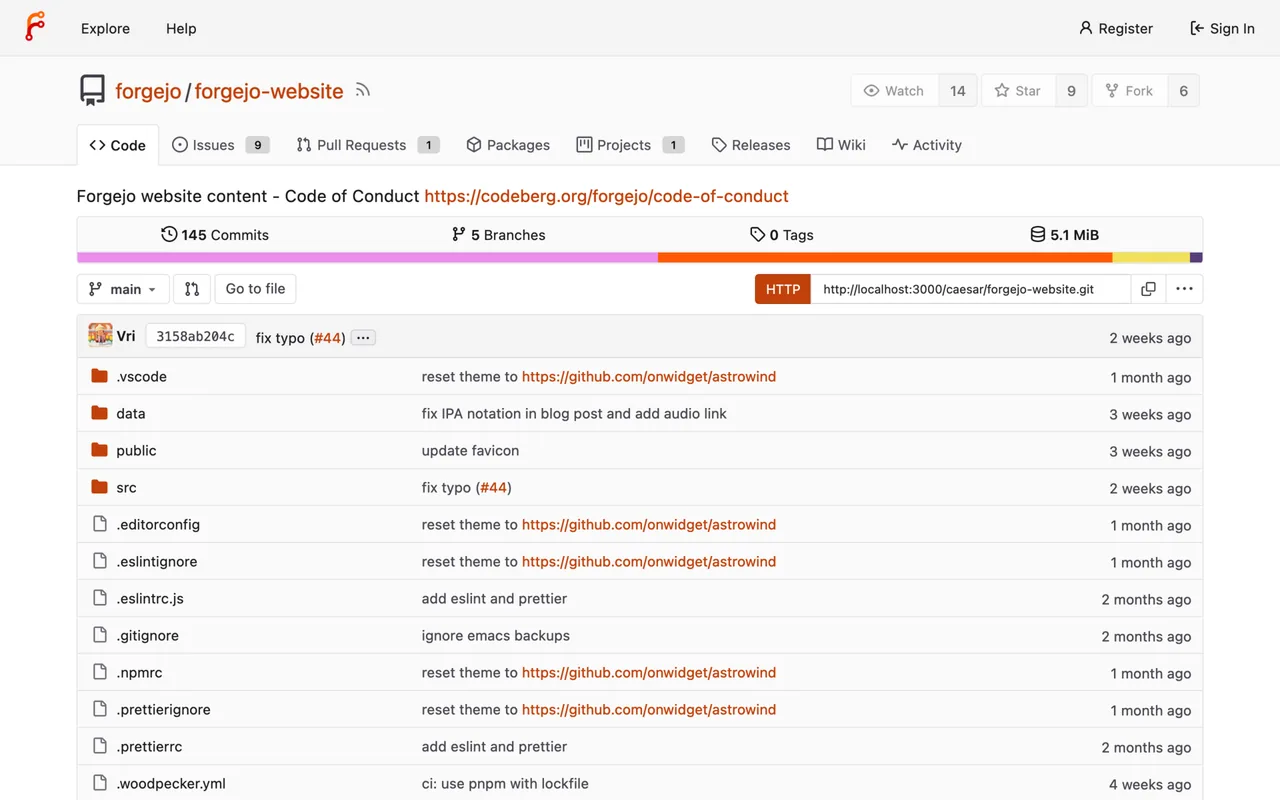 Explore Help Register Sign In
forgejo/forgejo-website Watch 14 Star 9 Fork 6
Code Issues 9 Pull Requests 1 Packages Projects 1 Releases Wiki Activity
Forgejo website content - Code of Conduct https://codeberg.org/forgejo/code-of-conduct
145 Commits 5 Branches 0 Tags 5.1 MiB
main Go to file HTTP http://localhost:3000/caesar/forgejo-website.git
Vri 3158ab204c fix typo (#44) ... 2 weeks ago
.vscode reset theme to https://github.com/onwidget/astrowind 1 month ago
data fix IPA notation in blog post and add audio link 3 weeks ago
public update favicon 3 weeks ago
src fix typo (#44) 2 weeks ago
.editorconfig reset theme to https://github.com/onwidget/astrowind 1 month ago
.eslintignore reset theme to https://github.com/onwidget/astrowind 1 month ago
.eslintrc.js add eslint and prettier 2 months ago
.gitignore ignore emacs backups 2 months ago
.npmrc reset theme to https://github.com/onwidget/astrowind 1 month ago
.prettierignore reset theme to https://github.com/onwidget/astrowind 1 month ago
.prettierrc add eslint and prettier 2 months ago
.woodpecker.yml ci: use pnpm with lockfile 4 weeks ago